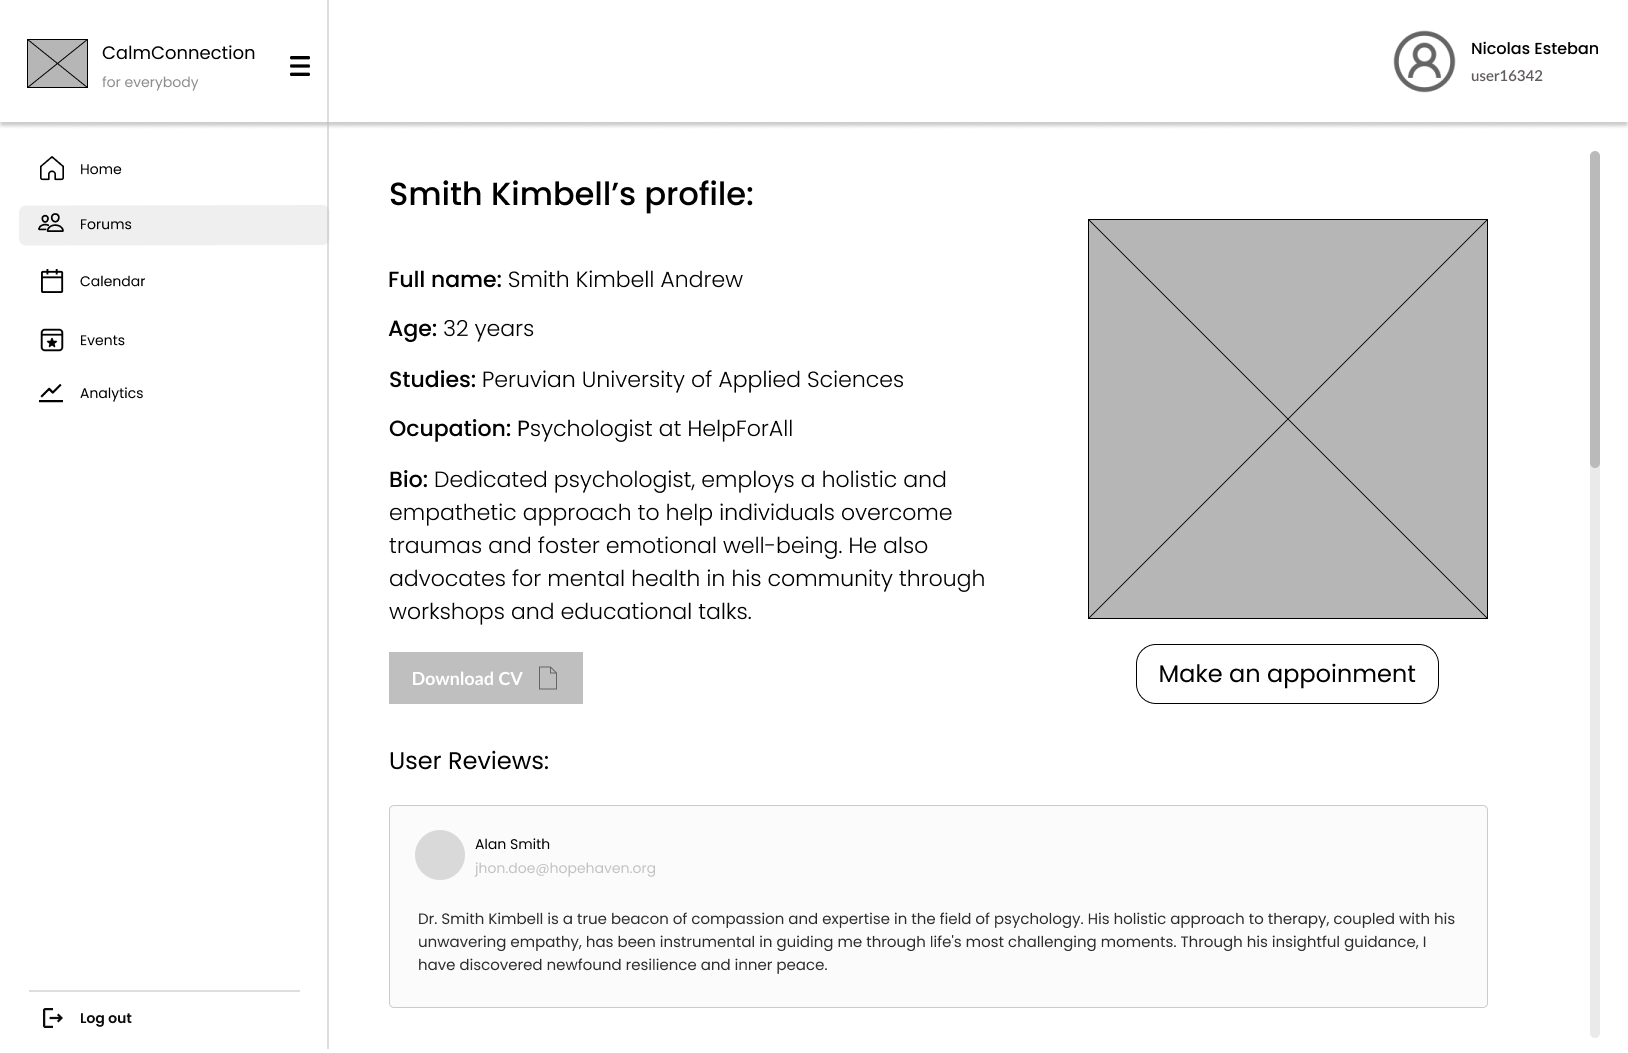 CalmConnection
for everybody
Nicolas Esteban
user16342
Home
Forums
Calendar
Events
Analytics
Log out
Smith Kimbell’s profile:
Full name: Smith Kimbell Andrew
Age: 32 years
Studies: Peruvian University of Applied Sciences
Ocupation: Psychologist at HelpForAll
Bio: Dedicated psychologist, employs a holistic and
empathetic approach to help individuals overcome
traumas and foster emotional well-being. He also
advocates for mental health in his community through
workshops and educational talks.
Download CV
Make an appoinment
User Reviews:
Alan Smith
jhon.doe@hopehaven.org
Dr. Smith Kimbell is a true beacon of compassion and expertise in the field of psychology. His holistic approach to therapy, coupled with his
unwavering empathy, has been instrumental in guiding me through life's most challenging moments. Through his insightful guidance, I
have discovered newfound resilience and inner peace.